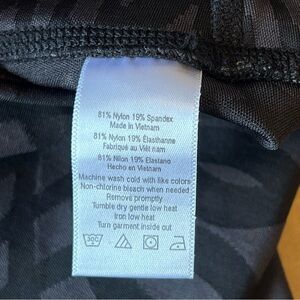 81% Nylon 19% Spandex
Made in Vietnam
81% Nylon 19% Élasthanne
Fabriqué au Viêt nam
81% Nilon 19% Elastano
Hecho en Vietnam
Machine wash cold with like colors
Non-chlorine bleach when needed
Remove promptly
Tumble dry gentle low heat
Iron low heat
Turn garment inside out
30C